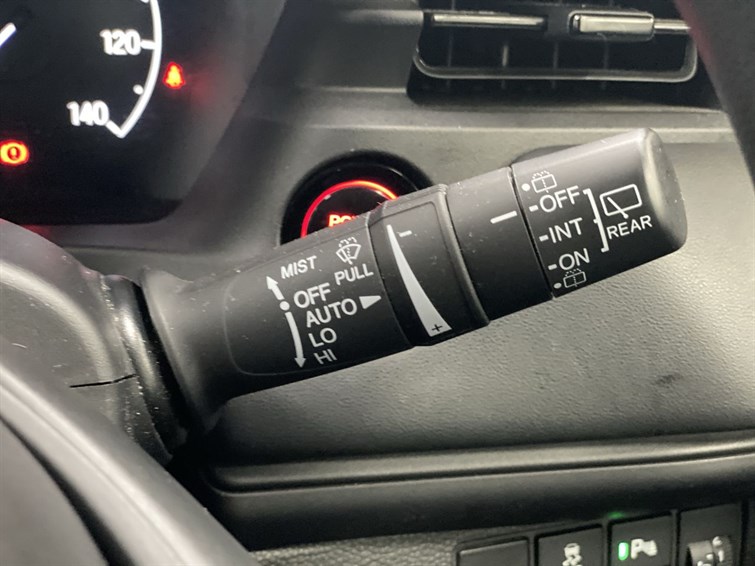 120
140
MIST
OFF
AUTO
LO
HI
PULL
-
+
OFF
INT
ON
REAR
P